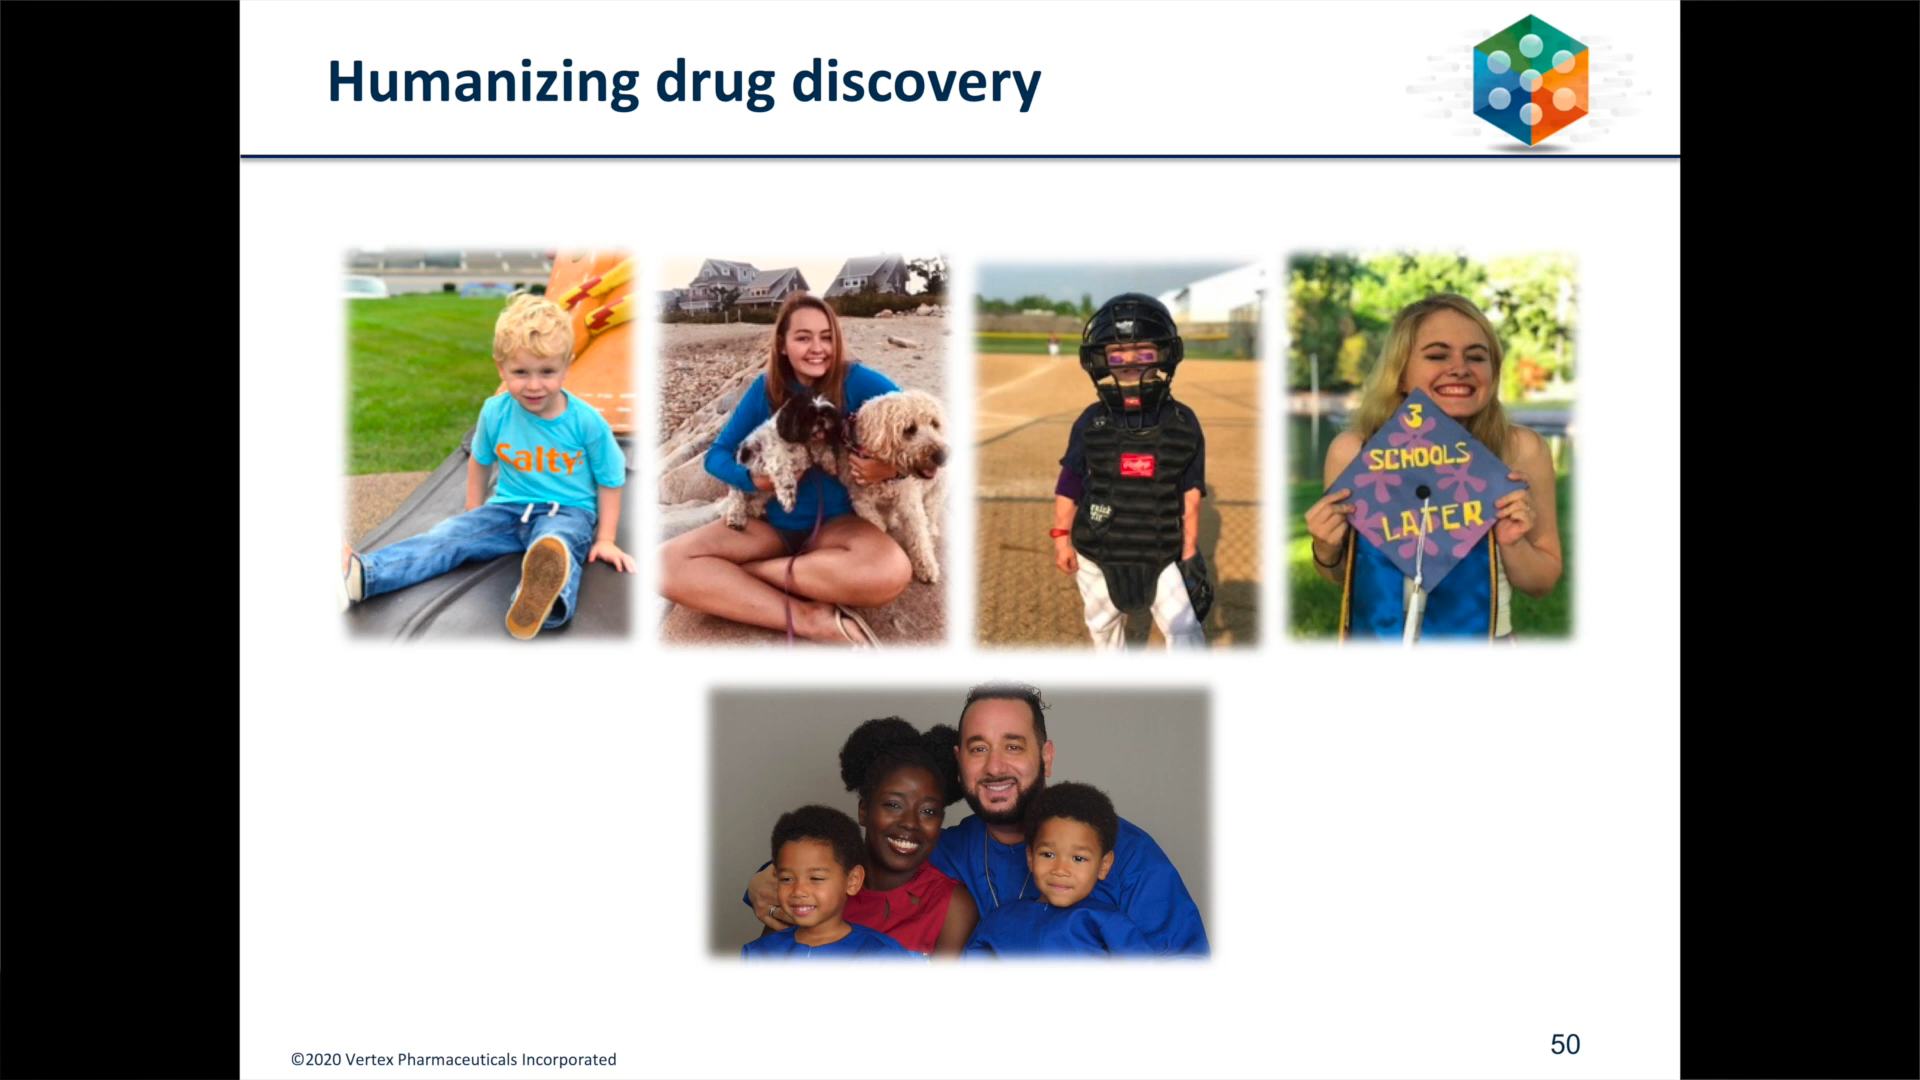 Humanizing drug discovery
Salty
3
SCHOOLS
LATER
©2020 Vertex Pharmaceuticals Incorporated
50